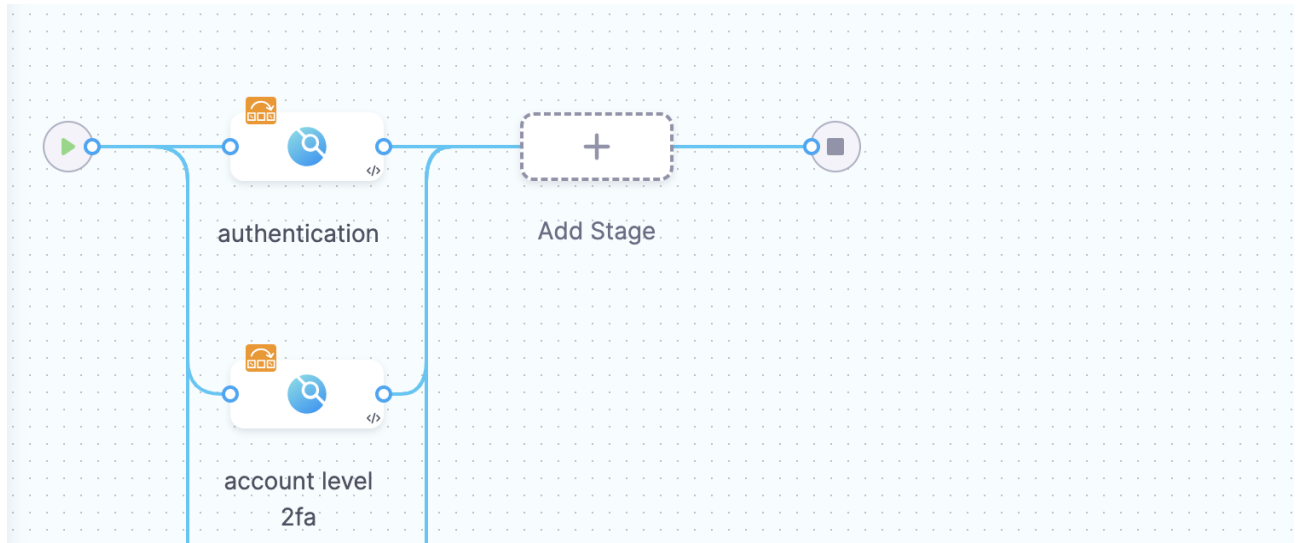 </>
authentication
Add Stage
</>
account level
2fa